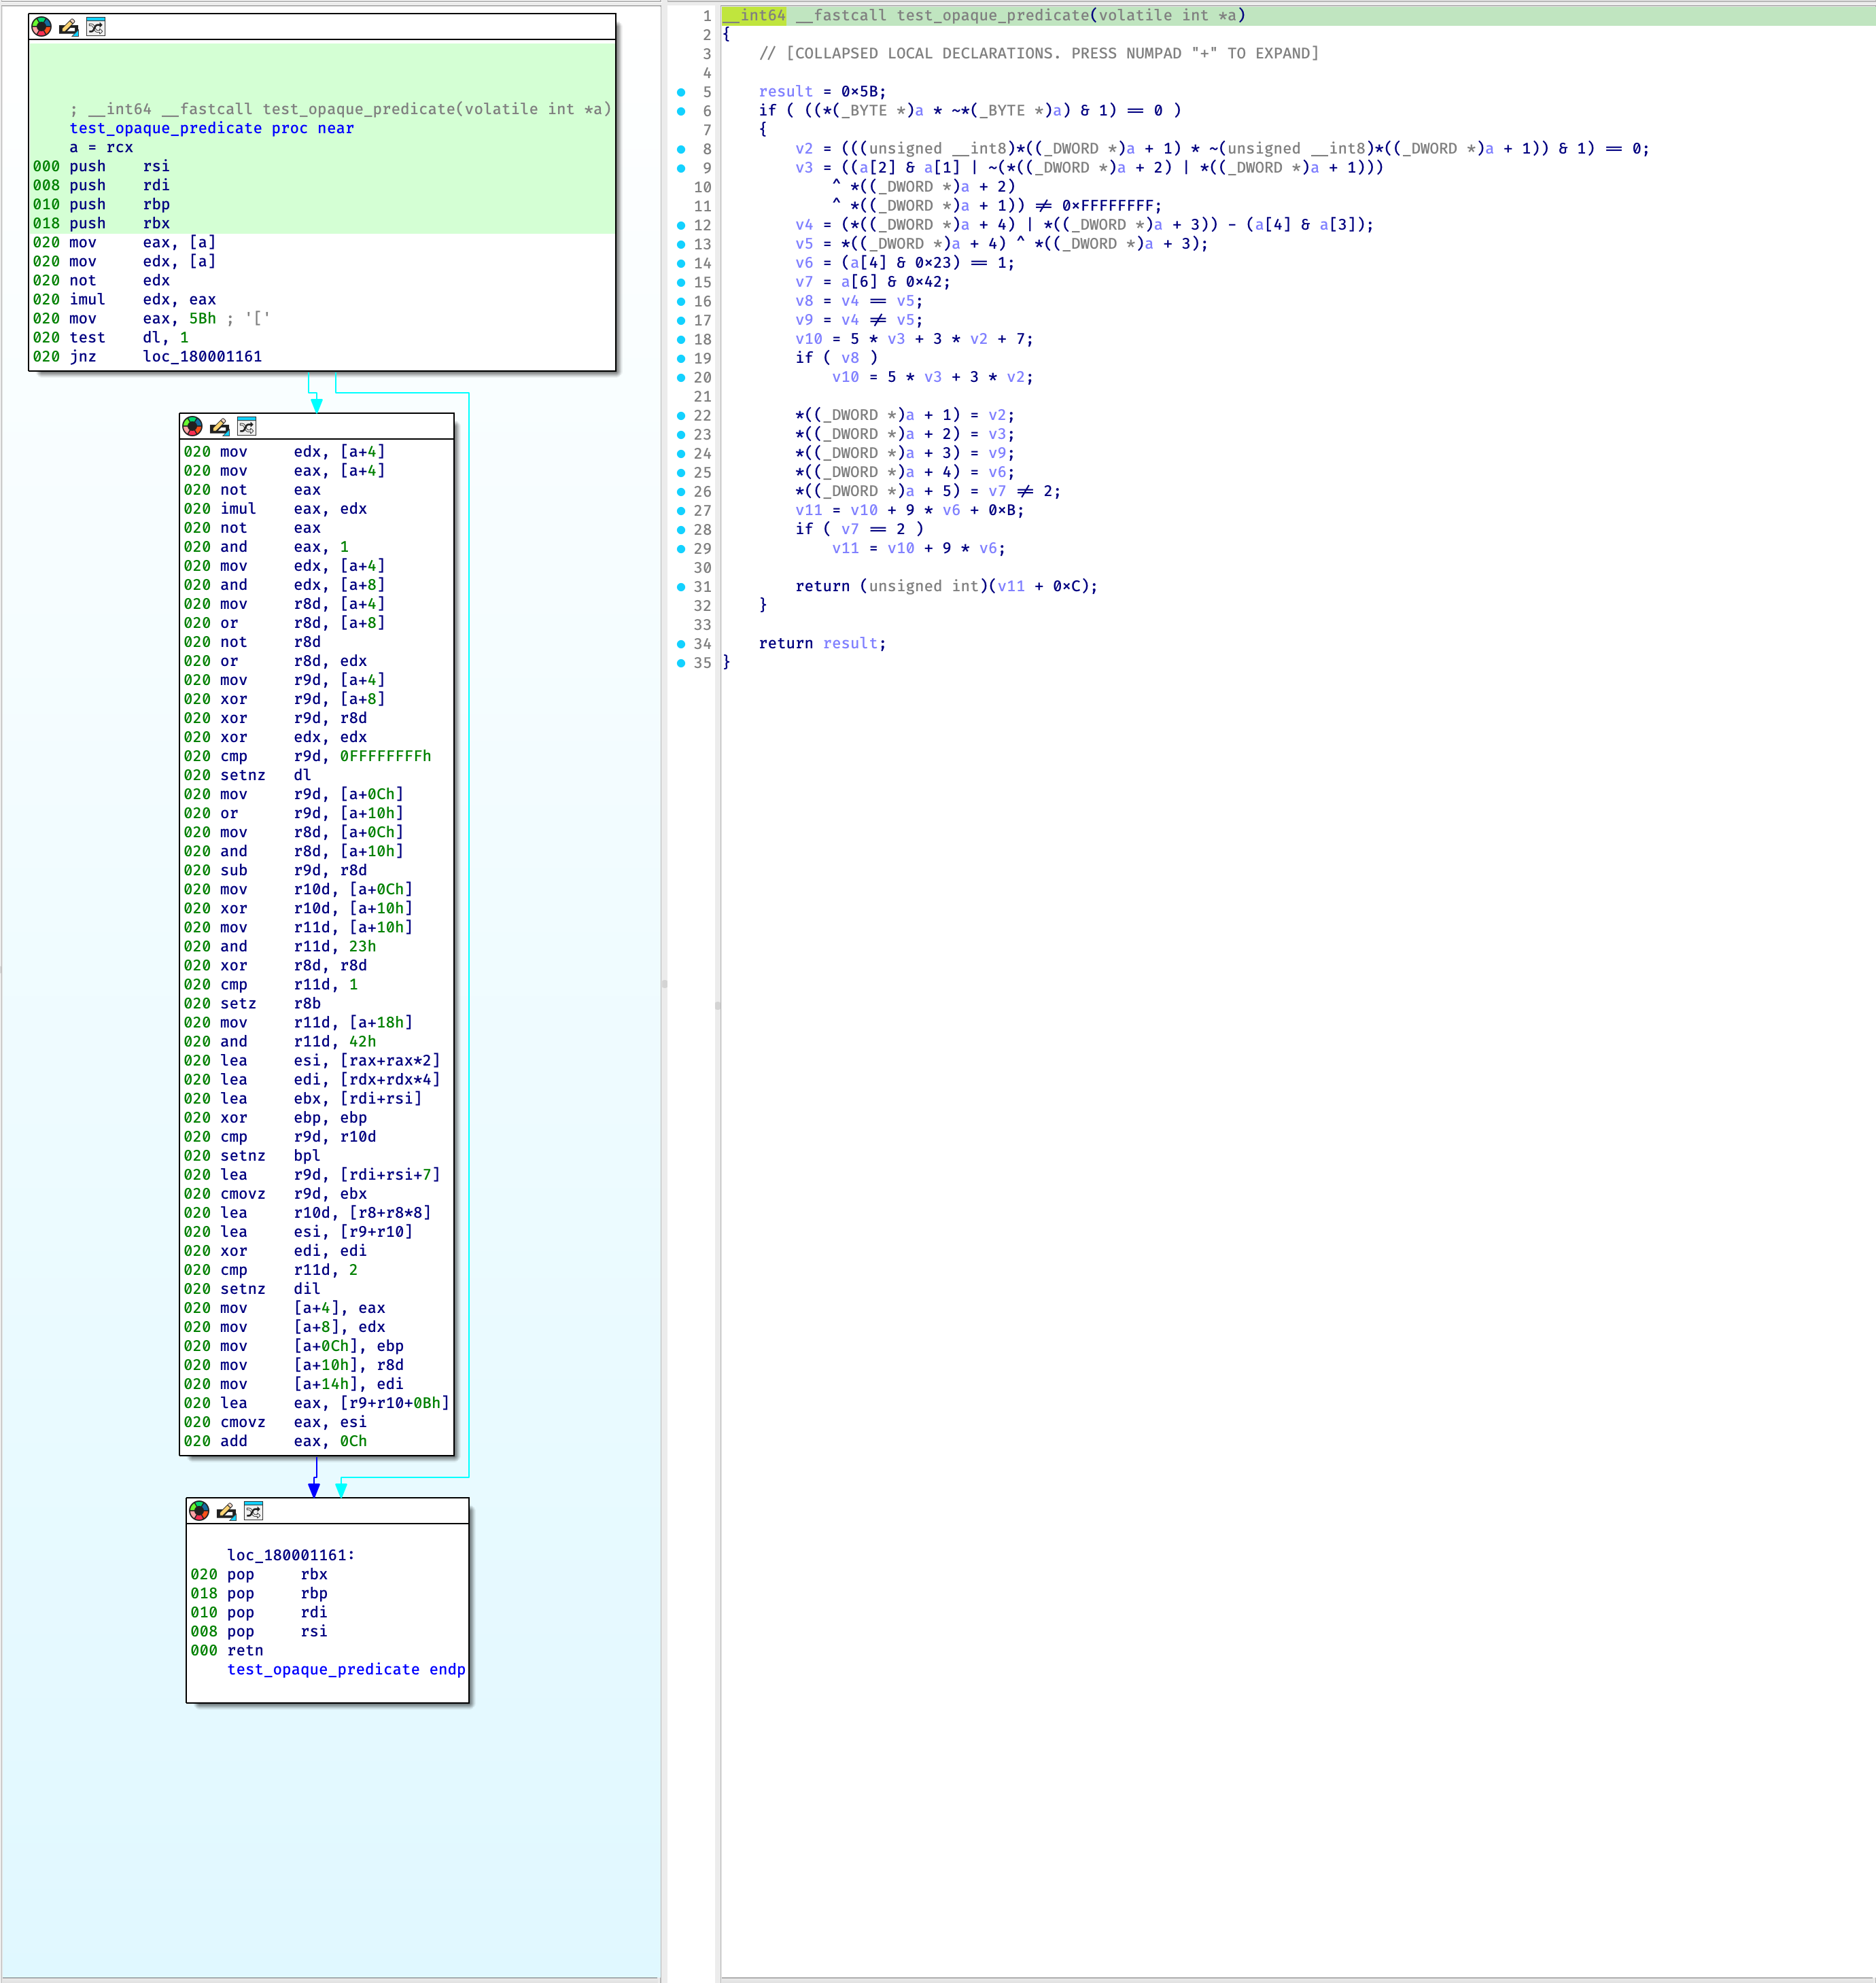 ; __int64 __fastcall test_opaque_predicate(volatile int *a)
test_opaque_predicate proc near
a = rcx
000 push rsi
008 push rdi
010 push rbp
018 push rbx
020 mov eax, [a]
020 mov edx, [a]
020 not edx
020 imul edx, eax
020 mov eax, 5Bh ; '['
020 test dl, 1
020 jnz loc_180001161
020 mov edx, [a+4]
020 mov eax, [a+4]
020 not eax
020 imul eax, edx
020 not eax
020 and eax, 1
020 mov edx, [a+4]
020 and edx, [a+8]
020 mov r8d, [a+4]
020 or r8d, [a+8]
020 not r8d
020 or r8d, edx
020 mov r9d, [a+4]
020 xor r9d, [a+8]
020 xor r9d, r8d
020 xor edx, edx
020 cmp r9d, 0FFFFFFFFh
020 setnz dl
020 mov r9d, [a+0Ch]
020 or r9d, [a+10h]
020 mov r8d, [a+0Ch]
020 and r8d, [a+10h]
020 sub r9d, r8d
020 mov r10d, [a+0Ch]
020 xor r10d, [a+10h]
020 mov r11d, [a+10h]
020 and r11d, 23h
020 xor r8d, r8d
020 cmp r11d, 1
020 setz r8b
020 mov r11d, [a+18h]
020 and r11d, 42h
020 lea esi, [rax+rax*2]
020 lea edi, [rdx+rdx*4]
020 lea ebx, [rdi+rsi]
020 xor ebp, ebp
020 cmp r9d, r10d
020 setnz bpl
020 lea r9d, [rdi+rsi+7]
020 cmovz r9d, ebx
020 lea r10d, [r8+r8*8]
020 lea esi, [r9+r10]
020 xor edi, edi
020 cmp r11d, 2
020 setnz dil
020 mov [a+4], eax
020 mov [a+8], edx
020 mov [a+0Ch], ebp
020 mov [a+10h], r8d
020 mov [a+14h], edi
020 lea eax, [r9+r10+0Bh]
020 cmovz eax, esi
020 add eax, 0Ch
loc_180001161:
020 pop rbx
018 pop rbp
010 pop rdi
008 pop rsi
000 retn
test_opaque_predicate endp
1 __int64 __fastcall test_opaque_predicate(volatile int *a)
2 {
3 // [COLLAPSED LOCAL DECLARATIONS. PRESS NUMPAD "+" TO EXPAND]
4
5 result = 0x5B;
6 if ( ((*(_BYTE *)a * ~*(_BYTE *)a) & 1) == 0 )
7 {
8 v2 = (((unsigned __int8)*((_DWORD *)a + 1) * ~(unsigned __int8)*((_DWORD *)a + 1)) & 1) == 0;
9 v3 = ((a[2] & a[1] | ~(*((_DWORD *)a + 2) | *((_DWORD *)a + 1)))
10 ^ *((_DWORD *)a + 2)
11 ^ *((_DWORD *)a + 1)) != 0xFFFFFFFF;
12 v4 = (*((_DWORD *)a + 4) | *((_DWORD *)a + 3)) - (a[4] & a[3]);
13 v5 = *((_DWORD *)a + 4) ^ *((_DWORD *)a + 3);
14 v6 = (a[4] & 0x23) == 1;
15 v7 = a[6] & 0x42;
16 v8 = v4 == v5;
17 v9 = v4 != v5;
18 v10 = 5 * v3 + 3 * v2 + 7;
19 if ( v8 )
20 v10 = 5 * v3 + 3 * v2;
21
22 *((_DWORD *)a + 1) = v2;
23 *((_DWORD *)a + 2) = v3;
24 *((_DWORD *)a + 3) = v9;
25 *((_DWORD *)a + 4) = v6;
26 *((_DWORD *)a + 5) = v7 != 2;
27 v11 = v10 + 9 * v6 + 0xB;
28 if ( v7 == 2 )
29 v11 = v10 + 9 * v6;
30
31 return (unsigned int)(v11 + 0xC);
32 }
33
34 return result;
35 }